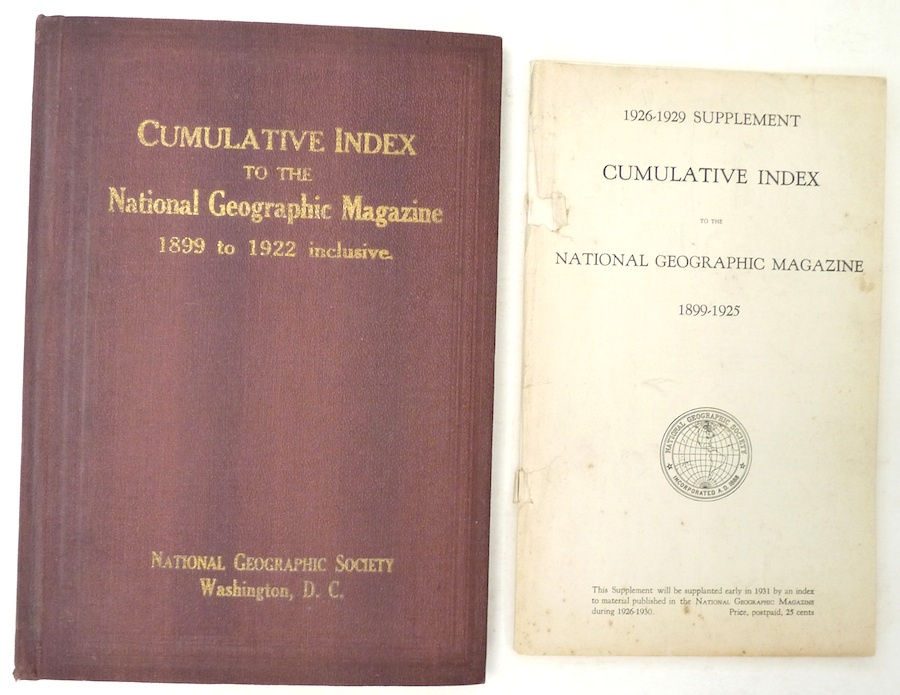 CUMULATIVE INDEX
TO THE
National Geographic Magazine
1899 to 1922 inclusive.
NATIONAL GEOGRAPHIC SOCIETY
Washington, D. C.
1926-1929 SUPPLEMENT
CUMULATIVE INDEX
TO THE
NATIONAL GEOGRAPHIC MAGAZINE
1899-1925
NATIONAL GEOGRAPHIC SOCIETY
INCORPORATED A.D. 1888
This Supplement will be supplanted early in 1931 by an index
to material published in the NATIONAL GEOGRAPHIC MAGAZINE
during 1926-1930. Price, postpaid, 25 cents